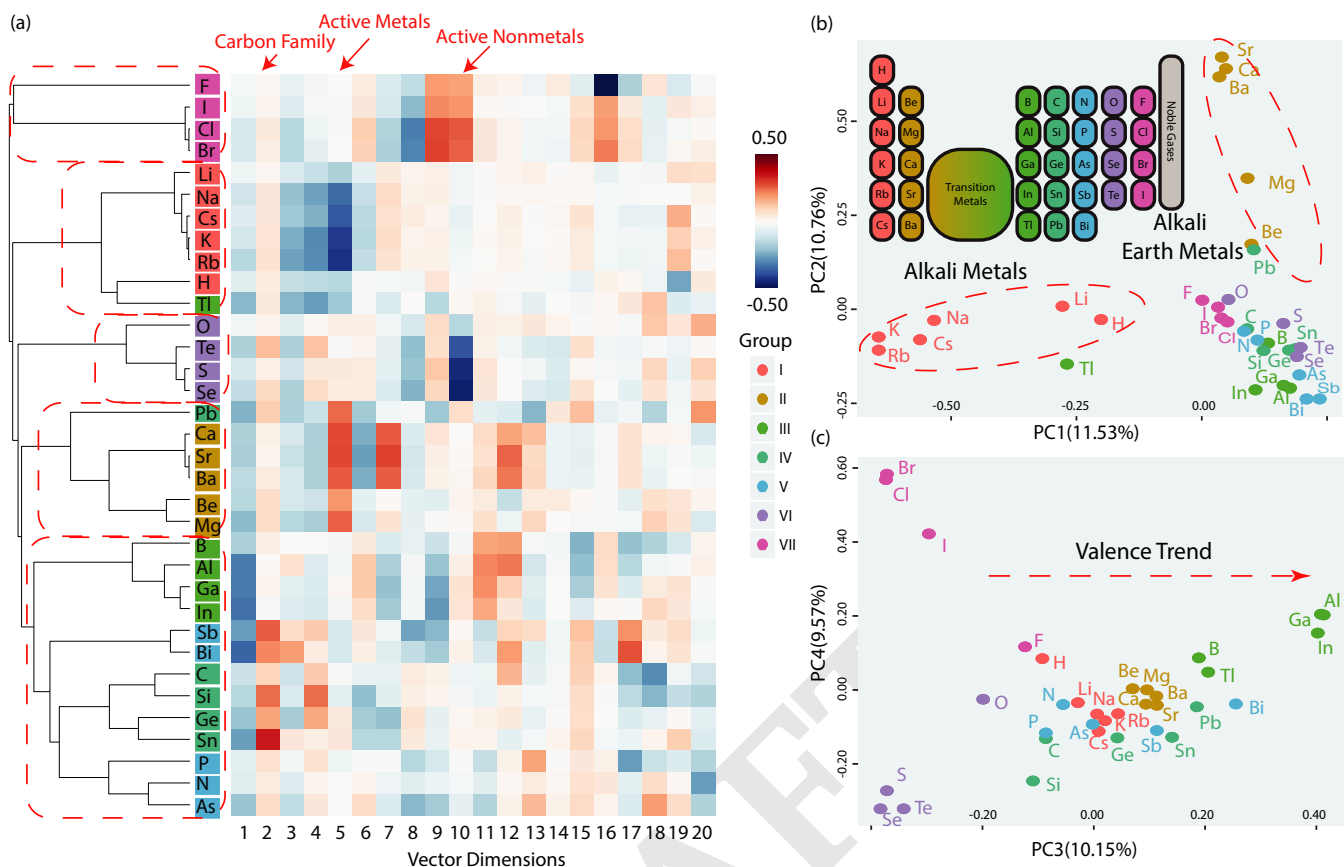 (a)
Carbon Family
Active Metals
Active Nonmetals
F
I
Cl
Br
Li
Na
Cs
K
Rb
H
Tl
O
Te
S
Se
Pb
Ca
Sr
Ba
Be
Mg
B
Al
Ga
In
Sb
Bi
C
Si
Ge
Sn
P
N
As
1 2 3 4 5 6 7 8 9 10 11 12 13 14 15 16 17 18 19 20
Vector Dimensions
0.50
-0.50
Group
I
II
III
IV
V
VI
VII
(b)
PC2(10.76%)
0.50
0.25
0.00
-0.25
H
Li Be B C N O F
Na Mg Al Si P S Cl
K Ca Ga Ge As Se Br
Rb Sr In Sn Sb Te I
Cs Ba Tl Pb Bi
Transition
Metals
Noble Gases
Sr
Ca
Ba
Mg
Be
Pb
Alkali
Earth Metals
Alkali Metals
K
Rb
Na
Cs
Li
H
Tl
F
O
I
Br
Cl
S
C
P
N
B
Sn
Te
Si
Ge
Se
Ga
As
In
Al
Sb
Bi
-0.50 -0.25 0.00
PC1(11.53%)
(c)
PC4(9.57%)
0.60
0.40
0.20
0.00
-0.20
Br
Cl
I
Valence Trend
Al
Ga
In
F
H
B
Tl
O
N
Li
Na
Be
Mg
Ba
Ca
Sr
Pb
Bi
P
C
As
K
Rb
Cs
Ge
Sb
Sn
Si
S
Se
Te
-0.20 0.00 0.20 0.40
PC3(10.15%)